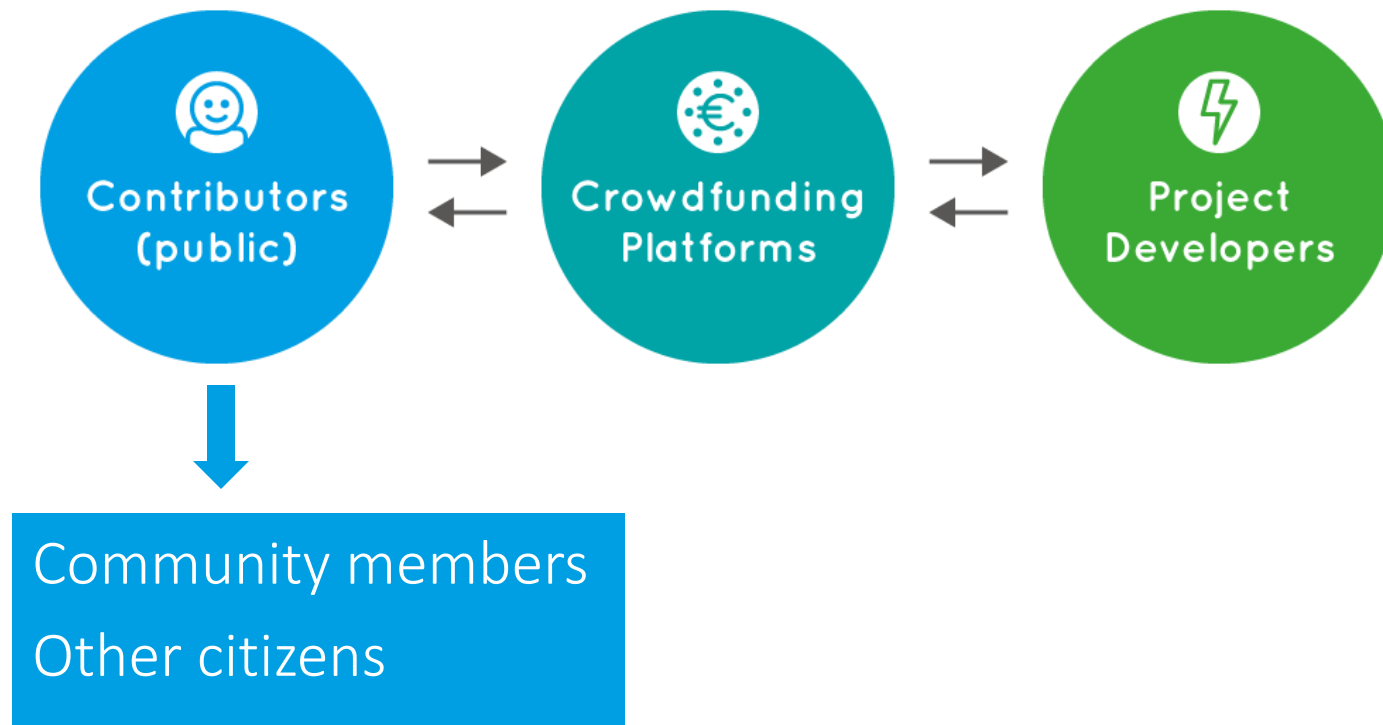 Contributors
(public)
Crowdfunding
Platforms
Project
Developers
Community members
Other citizens